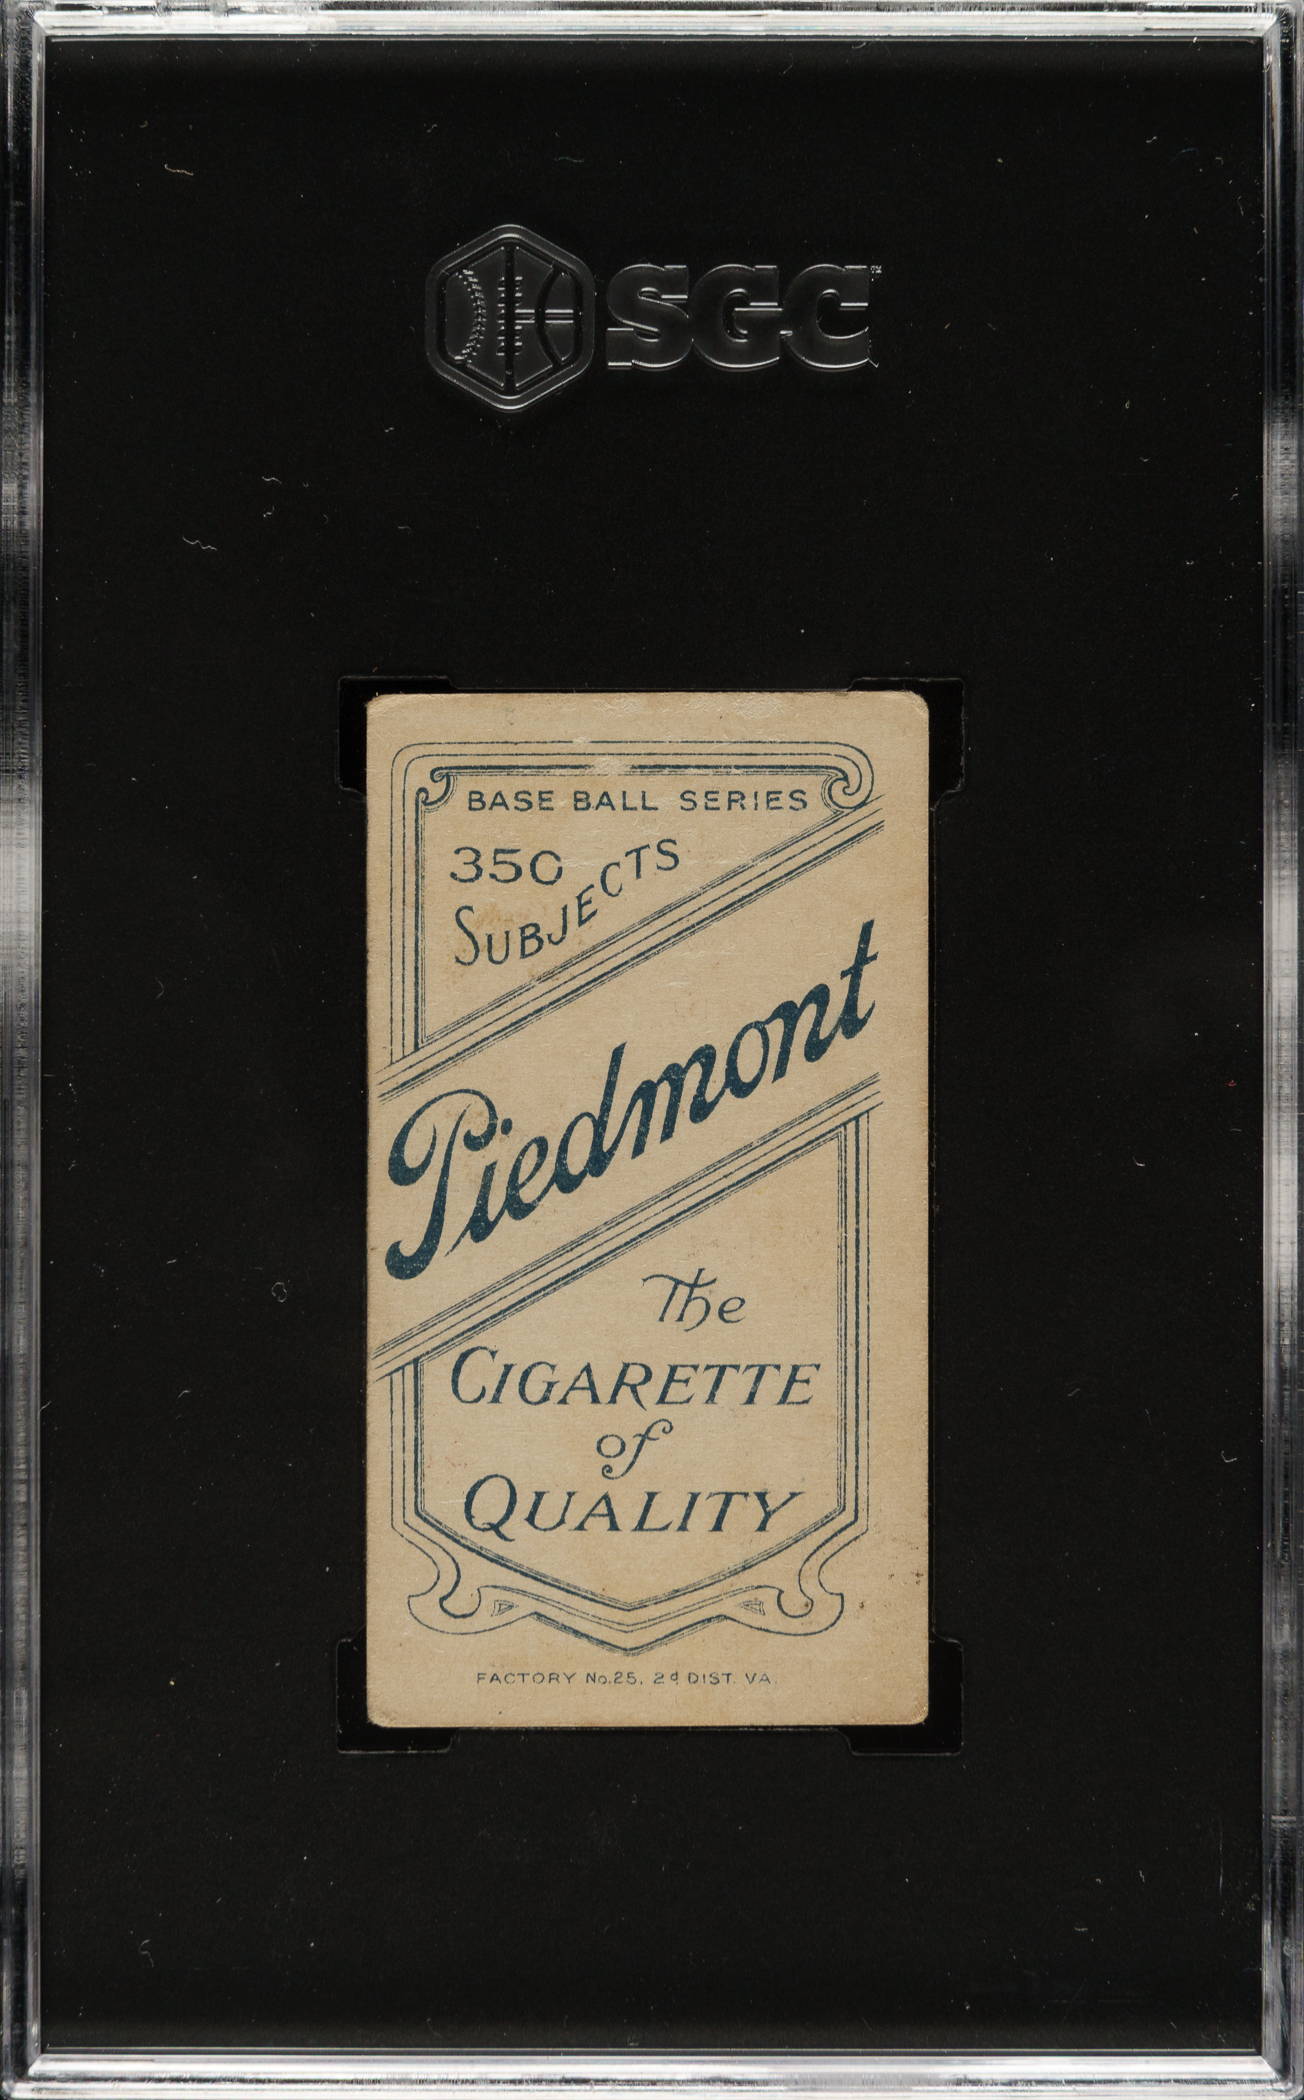 SGC
BASE BALL SERIES
350
SUBJECTS
Piedmont
The
CIGARETTE
of
QUALITY
FACTORY No.25, 2d DIST. VA.